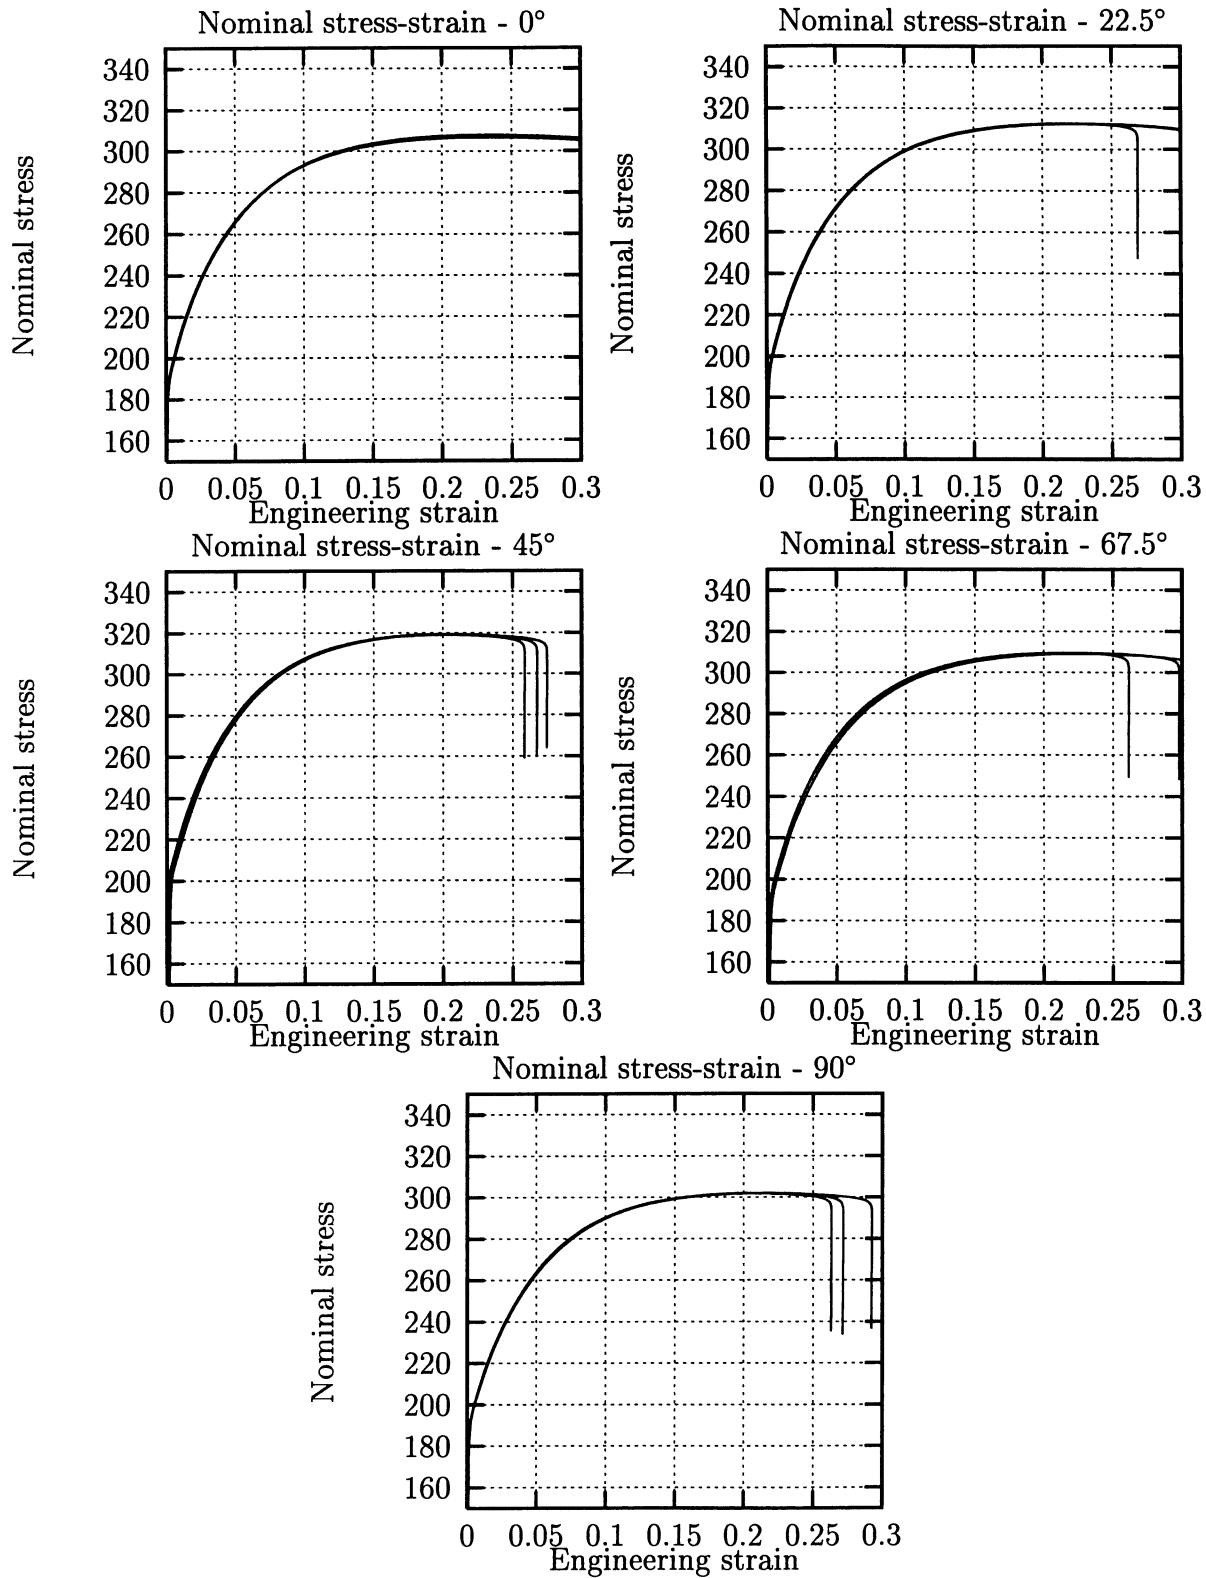 Nominal stress-strain - 0°
340
320
300
280
260
240
220
200
180
160
Nominal stress
0 0.05 0.1 0.15 0.2 0.25 0.3
Engineering strain
Nominal stress-strain - 22.5°
340
320
300
280
260
240
220
200
180
160
Nominal stress
0 0.05 0.1 0.15 0.2 0.25 0.3
Engineering strain
Nominal stress-strain - 45°
340
320
300
280
260
240
220
200
180
160
Nominal stress
0 0.05 0.1 0.15 0.2 0.25 0.3
Engineering strain
Nominal stress-strain - 67.5°
340
320
300
280
260
240
220
200
180
160
Nominal stress
0 0.05 0.1 0.15 0.2 0.25 0.3
Engineering strain
Nominal stress-strain - 90°
340
320
300
280
260
240
220
200
180
160
Nominal stress
0 0.05 0.1 0.15 0.2 0.25 0.3
Engineering strain